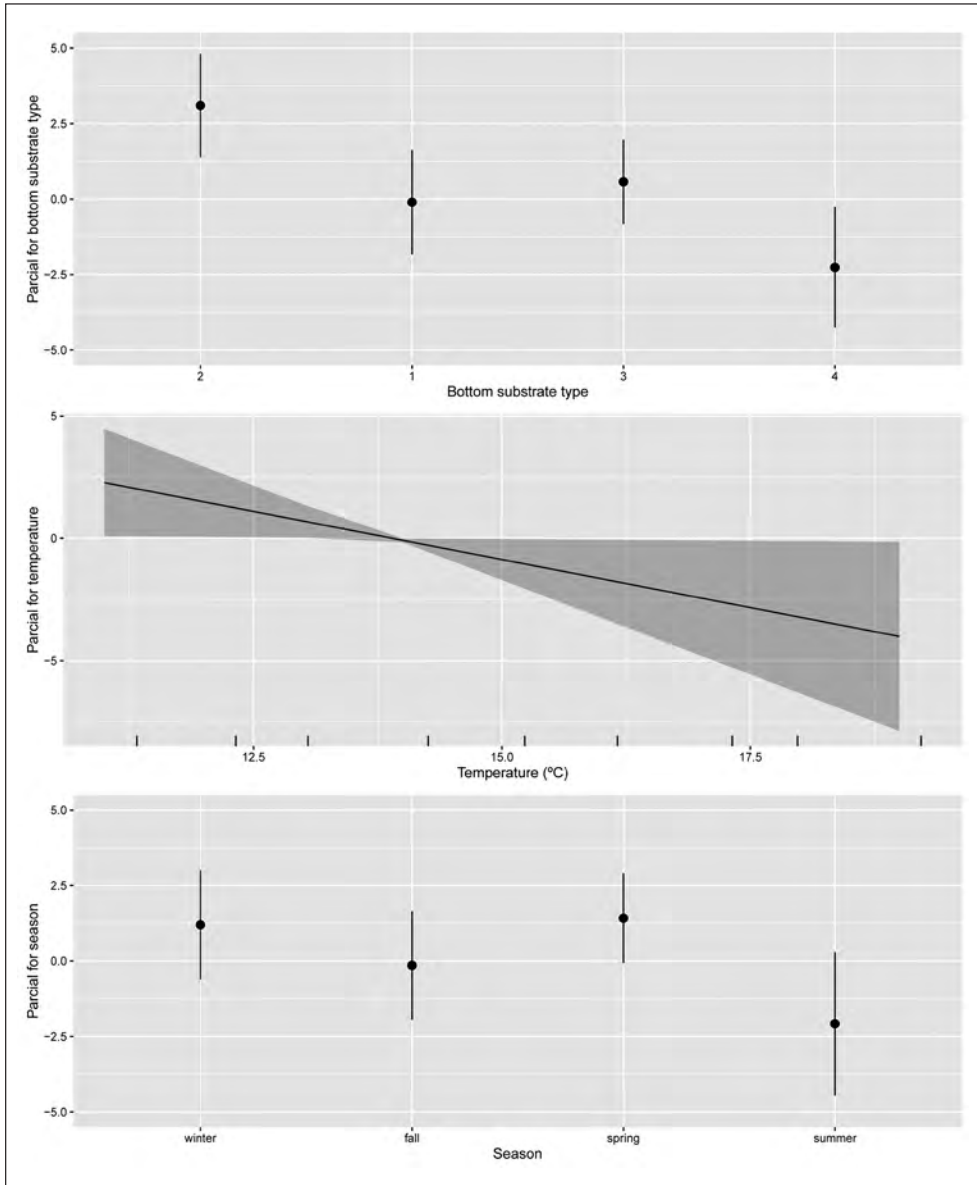 5.0
2.5
0.0
−2.5
−5.0
Parcial for bottom substrate type
2 1 3 4
Bottom substrate type
5
0
−5
Parcial for temperature
12.5 15.0 17.5
Temperature (ºC)
5.0
2.5
0.0
−2.5
−5.0
Parcial for season
winter fall spring summer
Season